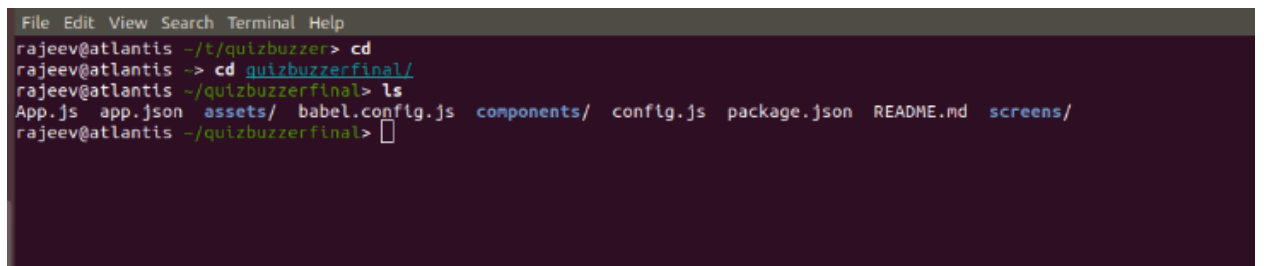 File Edit View Search Terminal Help
rajeev@atlantis ~/t/quizbuzzer> cd
rajeev@atlantis ~> cd quizbuzzerfinal/
rajeev@atlantis ~/quizbuzzerfinal> ls
App.js app.json assets/ babel.config.js components/ config.js package.json README.md screens/
rajeev@atlantis ~/quizbuzzerfinal>